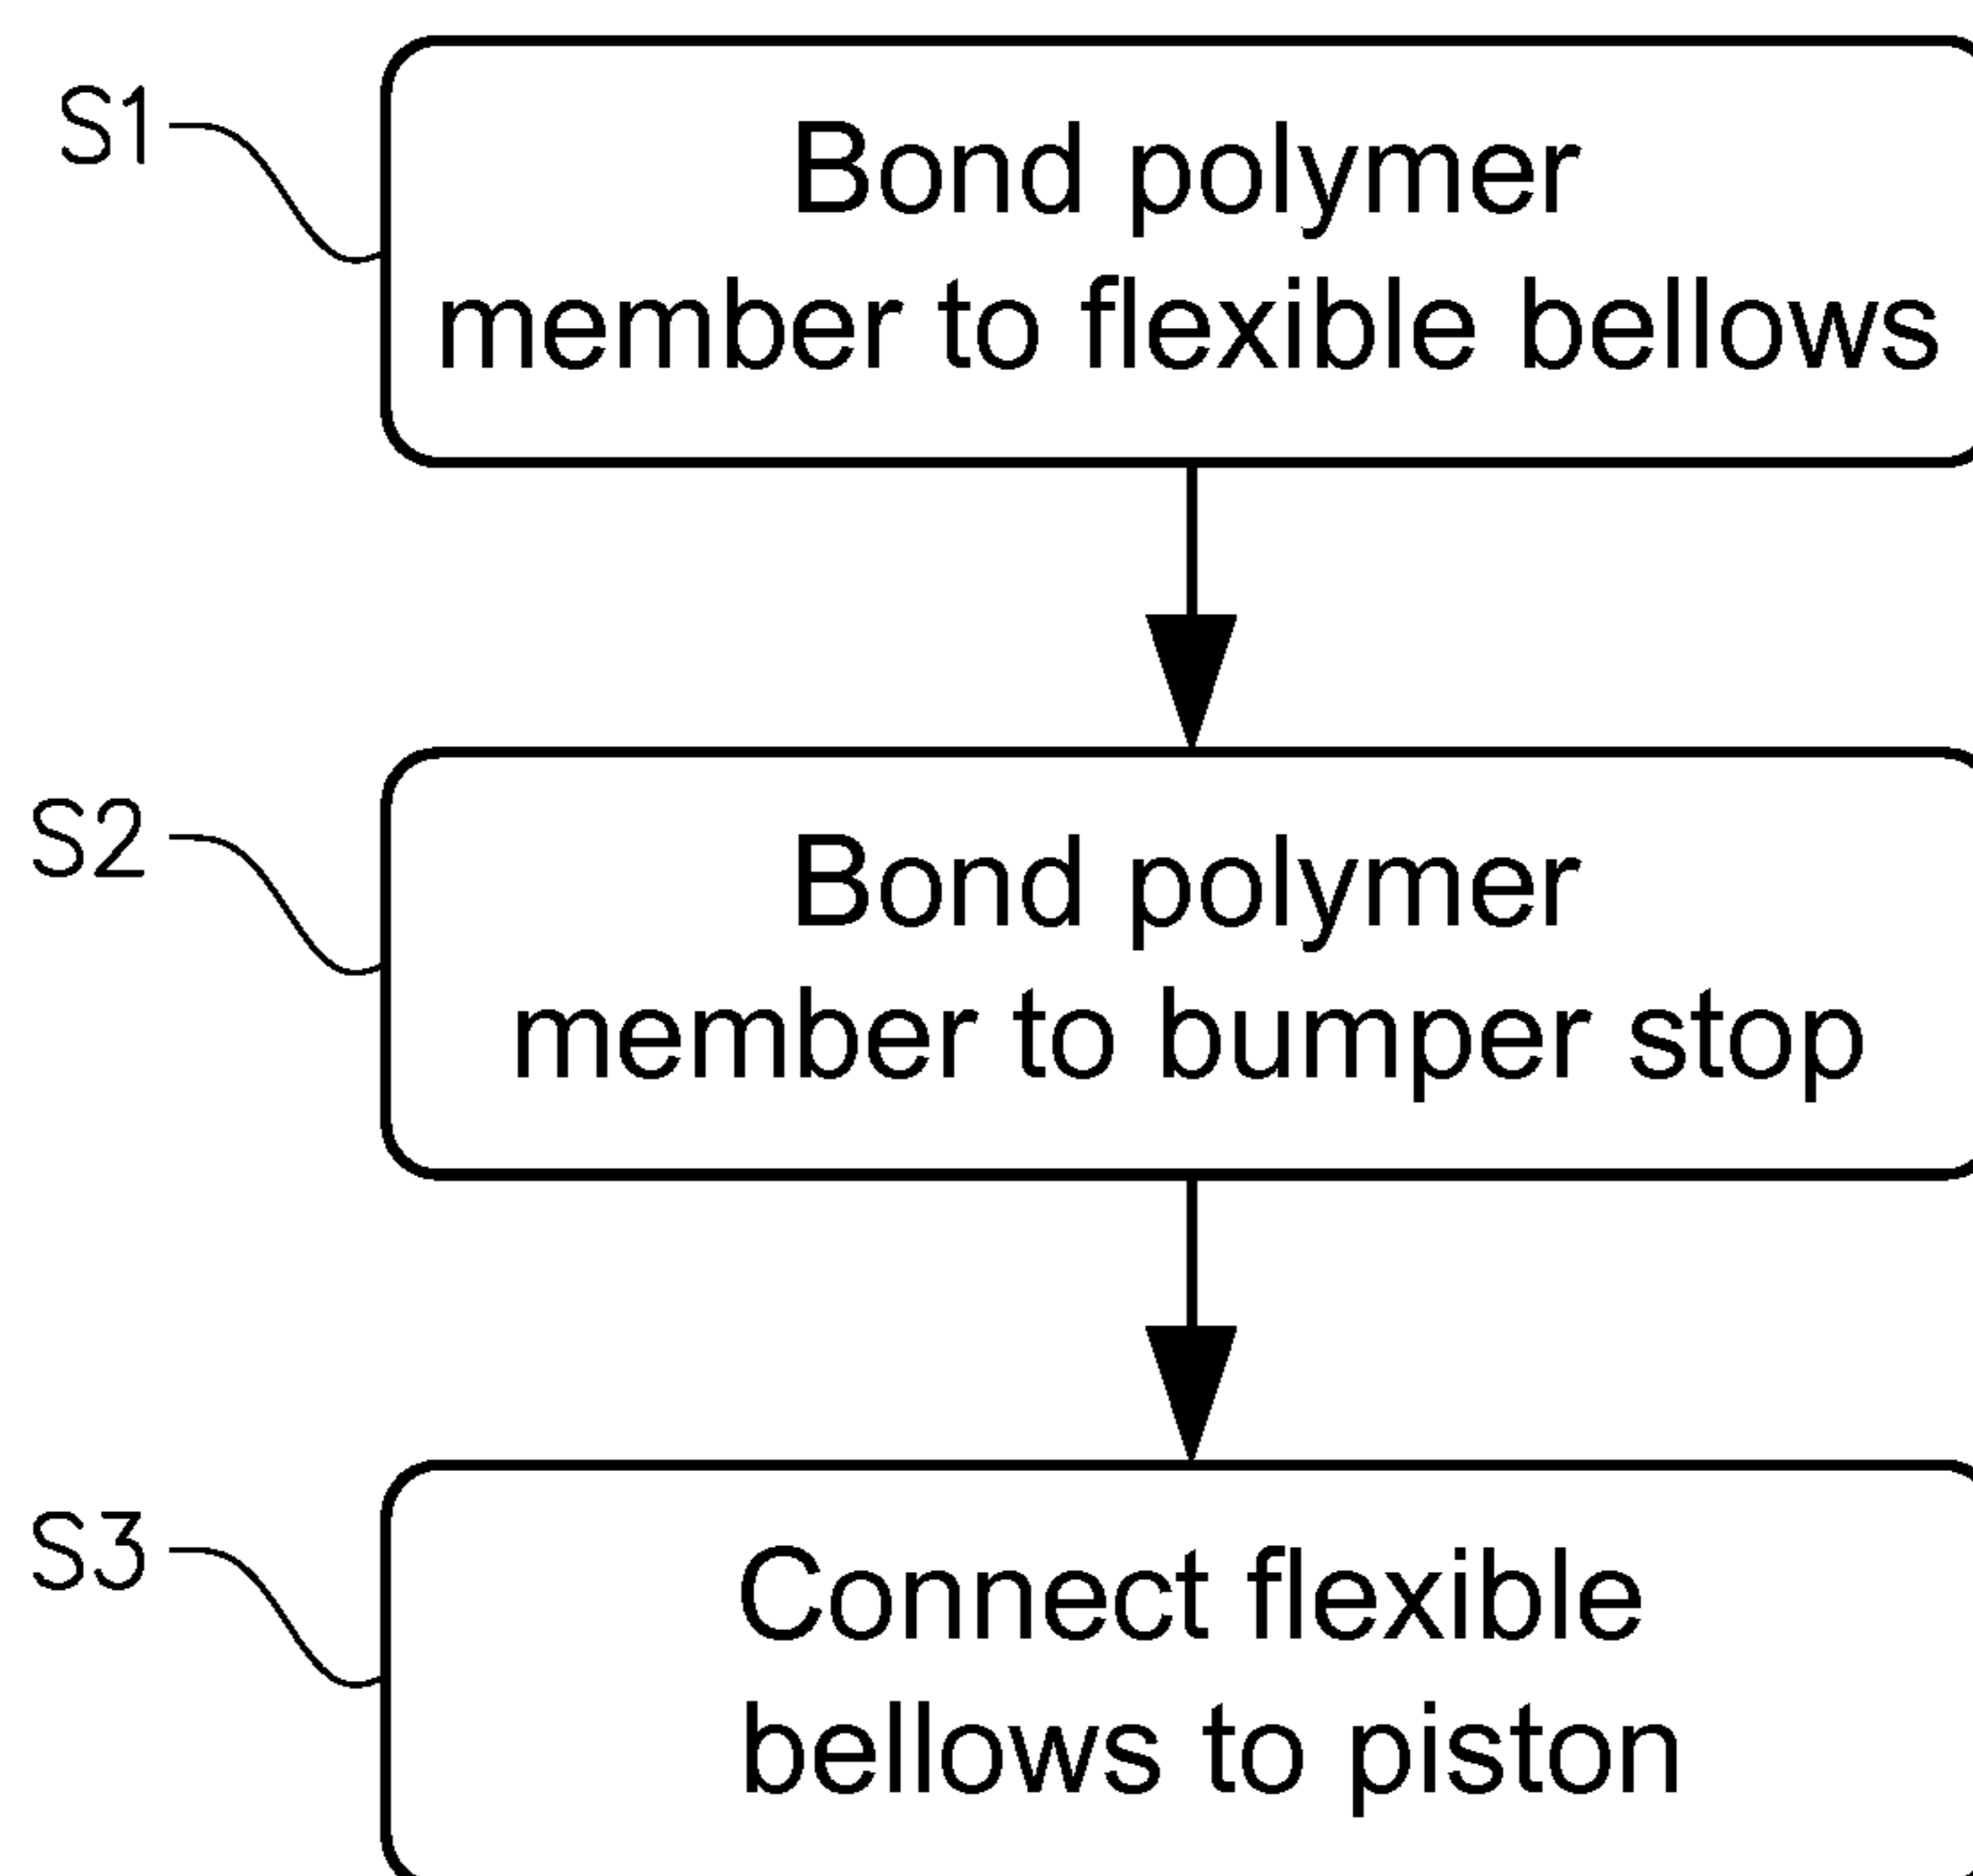 S1
Bond polymer
member to flexible bellows
S2
Bond polymer
member to bumper stop
S3
Connect flexible
bellows to piston